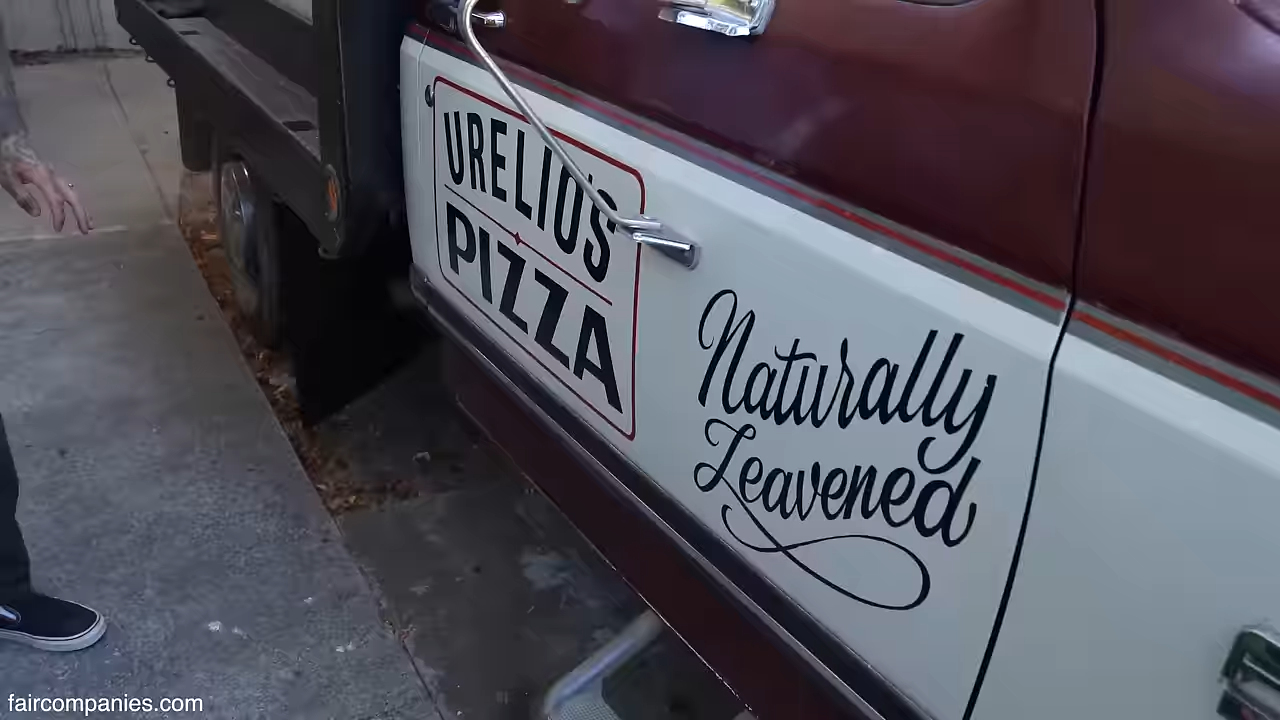 URELIO'S
PIZZA
Naturally
Leavened
faircompanies.com